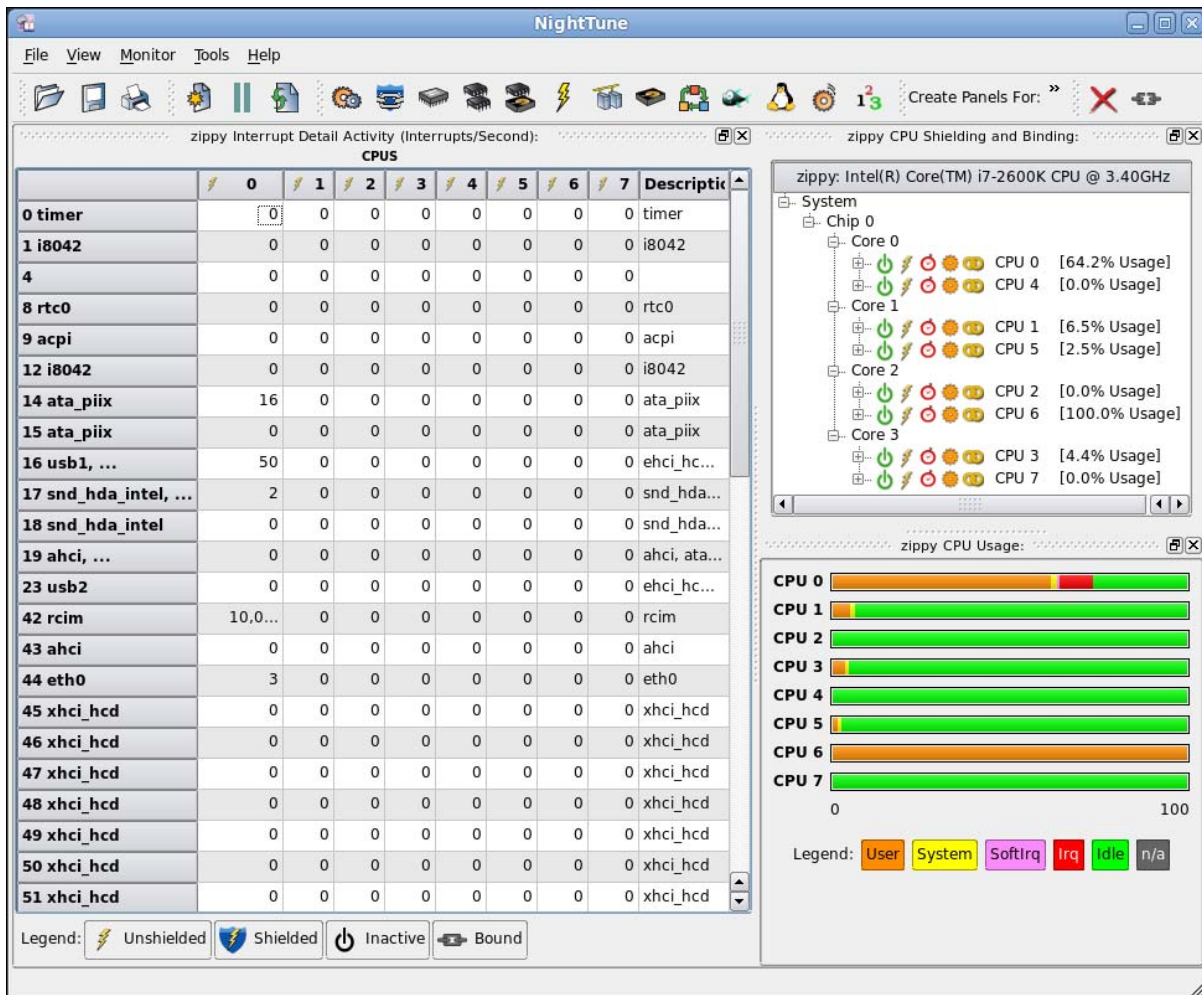 NightTune
File View Monitor Tools Help
1 2 3 Create Panels For: »
zippy Interrupt Detail Activity (Interrupts/Second):
CPUS
0 1 2 3 4 5 6 7 Descriptic
0 timer 0 0 0 0 0 0 0 0 timer
1 i8042 0 0 0 0 0 0 0 0 i8042
4 0 0 0 0 0 0 0 0
8 rtc0 0 0 0 0 0 0 0 0 rtc0
9 acpi 0 0 0 0 0 0 0 0 acpi
12 i8042 0 0 0 0 0 0 0 0 i8042
14 ata_piix 16 0 0 0 0 0 0 0 ata_piix
15 ata_piix 0 0 0 0 0 0 0 0 ata_piix
16 usb1, ... 50 0 0 0 0 0 0 0 ehci_hc...
17 snd_hda_intel, ... 2 0 0 0 0 0 0 0 snd_hda...
18 snd_hda_intel 0 0 0 0 0 0 0 0 snd_hda...
19 ahci, ... 0 0 0 0 0 0 0 0 ahci, ata...
23 usb2 0 0 0 0 0 0 0 0 ehci_hc...
42 rcim 10,0... 0 0 0 0 0 0 0 rcim
43 ahci 0 0 0 0 0 0 0 0 ahci
44 eth0 3 0 0 0 0 0 0 0 eth0
45 xhci_hcd 0 0 0 0 0 0 0 0 xhci_hcd
46 xhci_hcd 0 0 0 0 0 0 0 0 xhci_hcd
47 xhci_hcd 0 0 0 0 0 0 0 0 xhci_hcd
48 xhci_hcd 0 0 0 0 0 0 0 0 xhci_hcd
49 xhci_hcd 0 0 0 0 0 0 0 0 xhci_hcd
50 xhci_hcd 0 0 0 0 0 0 0 0 xhci_hcd
51 xhci_hcd 0 0 0 0 0 0 0 0 xhci_hcd
Legend: Unshielded Shielded Inactive Bound
zippy CPU Shielding and Binding:
zippy: Intel(R) Core(TM) i7-2600K CPU @ 3.40GHz
System
Chip 0
Core 0
CPU 0 [64.2% Usage]
CPU 4 [0.0% Usage]
Core 1
CPU 1 [6.5% Usage]
CPU 5 [2.5% Usage]
Core 2
CPU 2 [0.0% Usage]
CPU 6 [100.0% Usage]
Core 3
CPU 3 [4.4% Usage]
CPU 7 [0.0% Usage]
zippy CPU Usage:
CPU 0
CPU 1
CPU 2
CPU 3
CPU 4
CPU 5
CPU 6
CPU 7
0 100
Legend: User System SoftIrq Irq Idle n/a